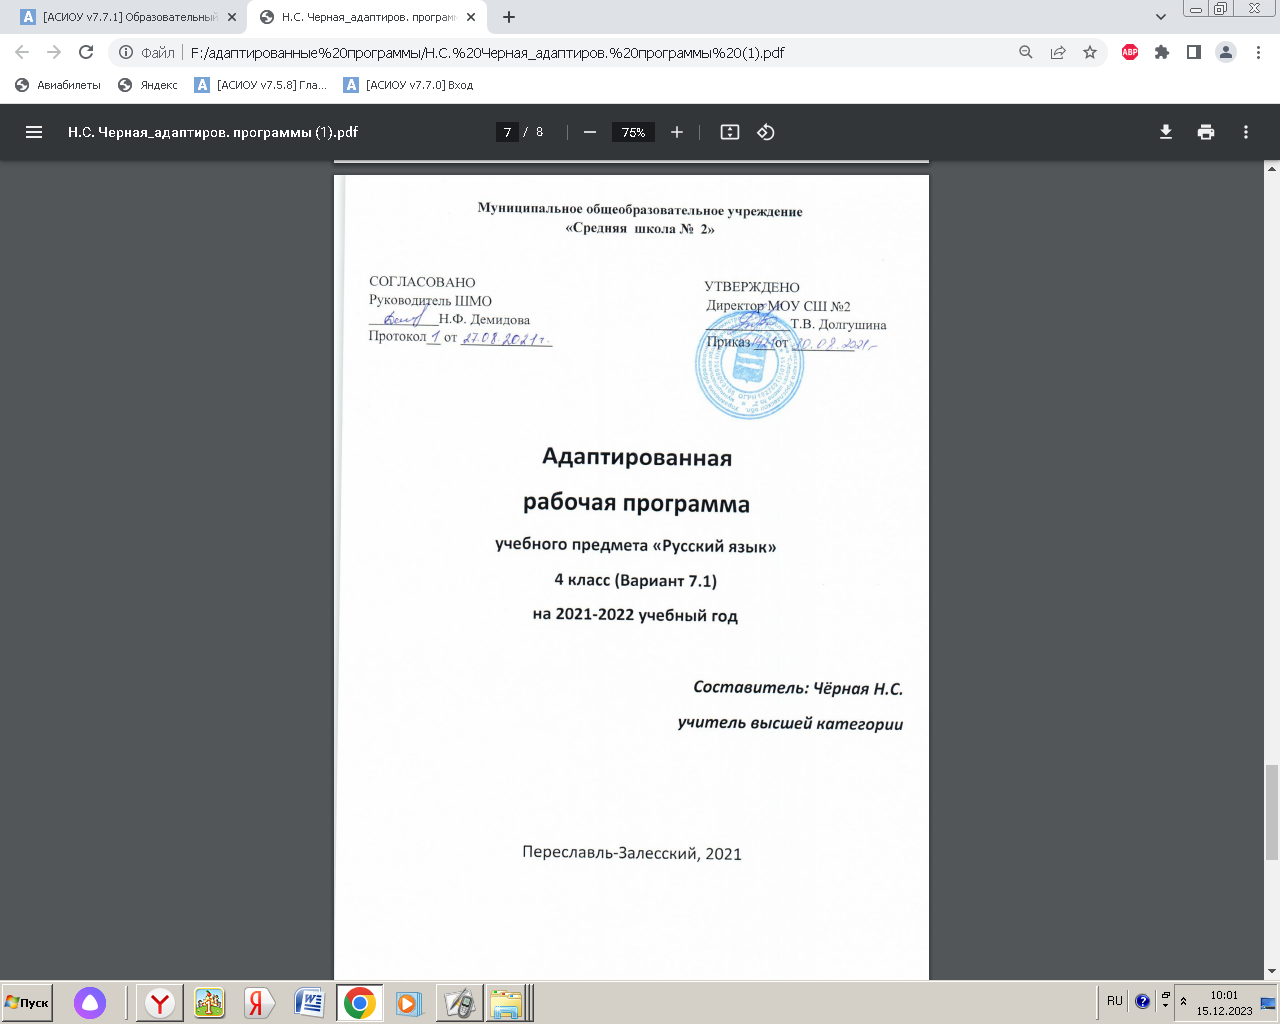 [АСИОУ v7.7.1] Образовательный
Н.С. Черная_адаптиров. програм
Файл
F:/адаптированные%20программы/Н.С.%20Черная_адаптиров.%20программы%20(1).pdf
ABP
Авиабилеты
Яндекс
[АСИОУ v7.5.8] Гла...
[АСИОУ v7.7.0] Вход
Н.С. Черная_адаптиров. программы (1).pdf
7 / 8
75%
Муниципальное общеобразовательное учреждение
«Средняя школа № 2»
СОГЛАСОВАНО
Руководитель ШМО
Н.Ф. Демидова
Протокол 1 от 27.08.2021г.
УТВЕРЖДЕНО
Директор МОУ СШ №2
Т.В. Долгушина
Приказ от 30.08.2021г
Адаптированная
рабочая программа
учебного предмета «Русский язык»
4 класс (Вариант 7.1)
на 2021-2022 учебный год
Составитель: Чёрная Н.С.
учитель высшей категории
Переславль-Залесский, 2021
Пуск
RU
10:01
15.12.2023